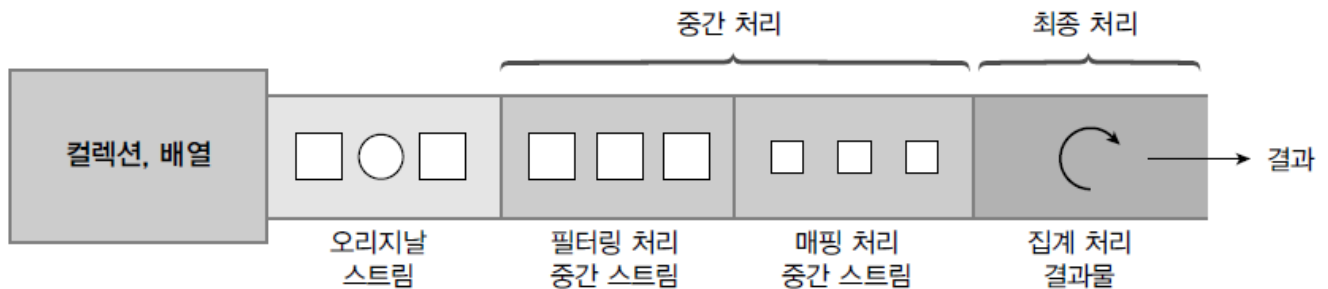 중간 처리
최종 처리
컬렉션, 배열
결과
오리지날
스트림
필터링 처리
중간 스트림
매핑 처리
중간 스트림
집계 처리
결과물